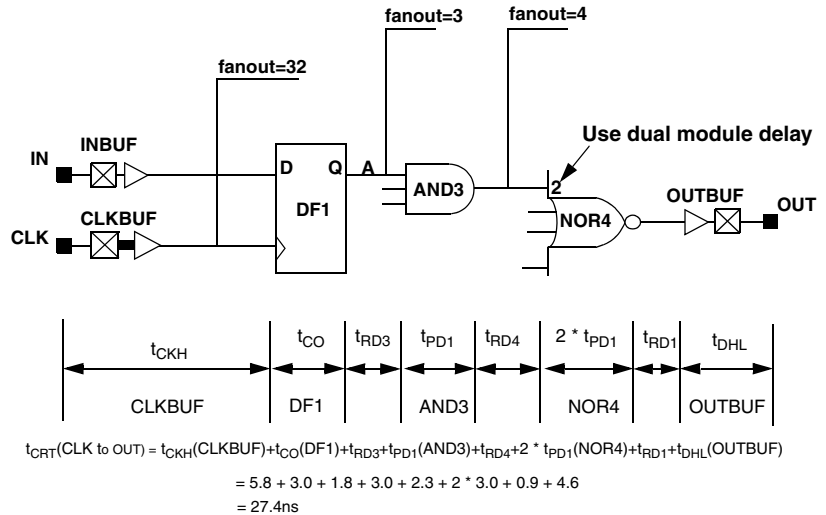 fanout=3
fanout=4
fanout=32
Use dual module delay
IN
INBUF
D
Q
A
AND3
2
OUTBUF
OUT
DF1
NOR4
CLK
CLKBUF
tCKH
tCO
tRD3
tPD1
tRD4
2 * tPD1
tRD1
tDHL
CLKBUF
DF1
AND3
NOR4
OUTBUF
tCRT(CLK to OUT) = tCKH(CLKBUF)+tCO(DF1)+tRD3+tPD1(AND3)+tRD4+2 * tPD1(NOR4)+tRD1+tDHL(OUTBUF)
= 5.8 + 3.0 + 1.8 + 3.0 + 2.3 + 2 * 3.0 + 0.9 + 4.6
= 27.4ns